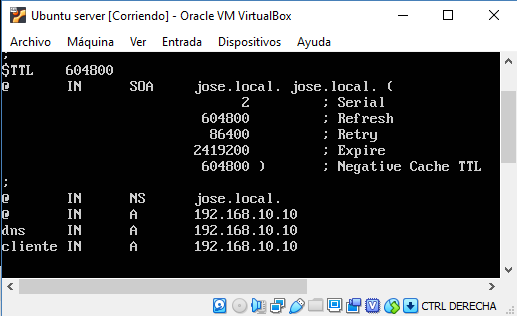 Ubuntu server [Corriendo] - Oracle VM VirtualBox
Archivo Máquina Ver Entrada Dispositivos Ayuda
;
$TTL 604800
@ IN SOA jose.local. jose.local. (
2 ; Serial
604800 ; Refresh
86400 ; Retry
2419200 ; Expire
604800 ) ; Negative Cache TTL
;
@ IN NS jose.local.
@ IN A 192.168.10.10
dns IN A 192.168.10.10
cliente IN A 192.168.10.10
CTRL DERECHA